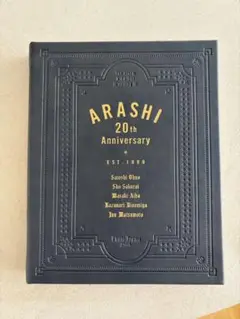 ARASHI
20th
Anniversary
EST.1999
Satoshi Ohno
Sho Sakurai
Masaki Aiba
Kazunari Ninomiya
Jun Matsumoto